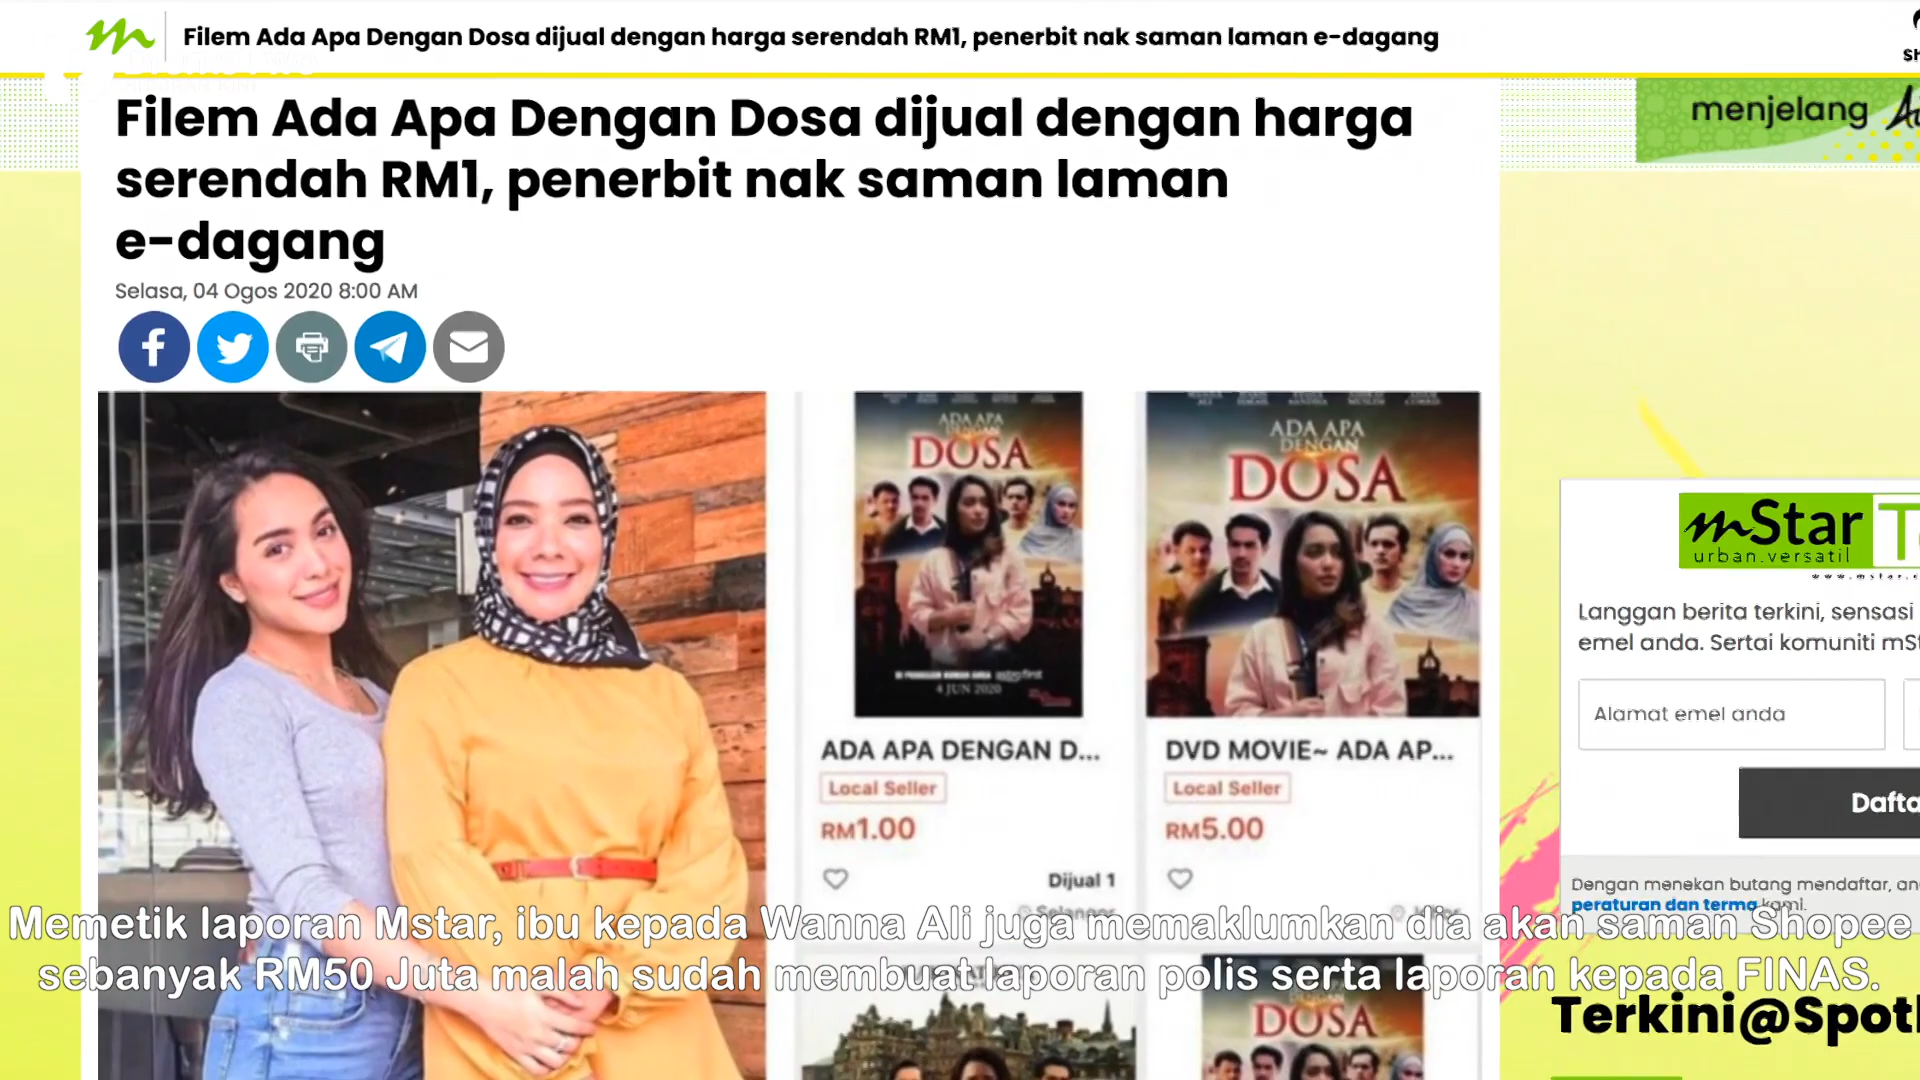 Filem Ada Apa Dengan Dosa dijual dengan harga serendah RM1, penerbit nak saman laman e-dagang
menjelang
Filem Ada Apa Dengan Dosa dijual dengan harga
serendah RM1, penerbit nak saman laman
e-dagang
Selasa, 04 Ogos 2020 8:00 AM
ADA APA
DENGAN
DOSA
4 JUN 2020
ADA APA
DENGAN
DOSA
ADA APA DENGAN D...
Local Seller
RM1.00
Dijual 1
Selangor
DVD MOVIE~ ADA AP...
Local Seller
RM5.00
mStar
urban.versatil
Langgan berita terkini, sensasi
emel anda. Sertai komuniti mSt
Alamat emel anda
Dafta
Dengan menekan butang mendaftar, an
peraturan dan terma kami.
Memetik laporan Mstar, ibu kepada Wanna Ali juga memaklumkan dia akan saman Shopee
sebanyak RM50 Juta malah sudah membuat laporan polis serta laporan kepada FINAS.
DOSA
Terkini@Spotl